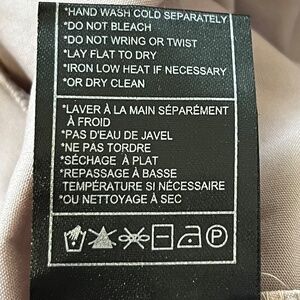 *HAND WASH COLD SEPARATELY
*DO NOT BLEACH
*DO NOT WRING OR TWIST
*LAY FLAT TO DRY
*IRON LOW HEAT IF NECESSARY
*OR DRY CLEAN
*LAVER À LA MAIN SÉPARÉMENT
À FROID
*PAS D'EAU DE JAVEL
*NE PAS TORDRE
*SÉCHAGE À PLAT
*REPASSAGE À BASSE
TEMPÉRATURE SI NÉCESSAIRE
*OU NETTOYAGE À SEC
P